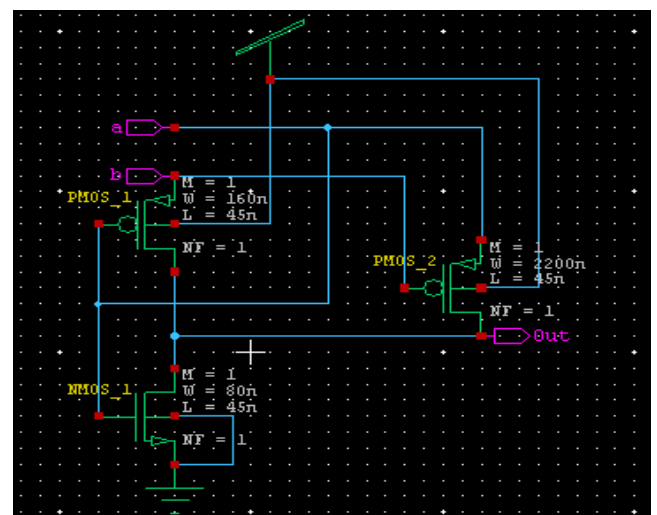 a
b
PMOS_1
M = 1
W = 160n
L = 45n
NF = 1
PMOS_2
M = 1
W = 2200n
L = 45n
NF = 1
Out
NMOS_1
M = 1
W = 80n
L = 45n
NF = 1